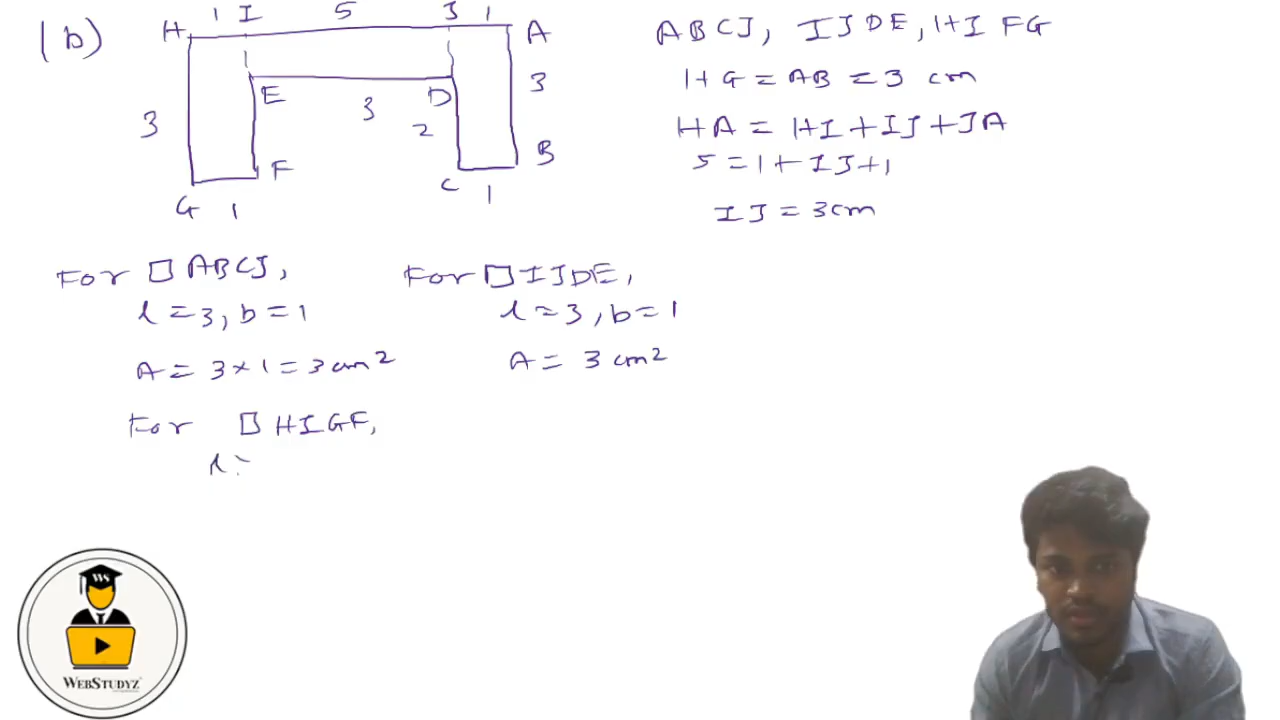 (b)
H 1 I 5 J 1 A
3 E 3 D 2 3
F C B
G 1 1
ABCJ, IJDE, HIFG
HG = AB = 3 cm
HA = HI + IJ + JA
5 = 1 + IJ + 1
IJ = 3cm
For □ ABCJ,
l = 3, b = 1
A = 3 × 1 = 3 cm²
For □ IJDE,
l = 3, b = 1
A = 3 cm²
For □ HIGF,
l =
WS
WEBSTUDYZ